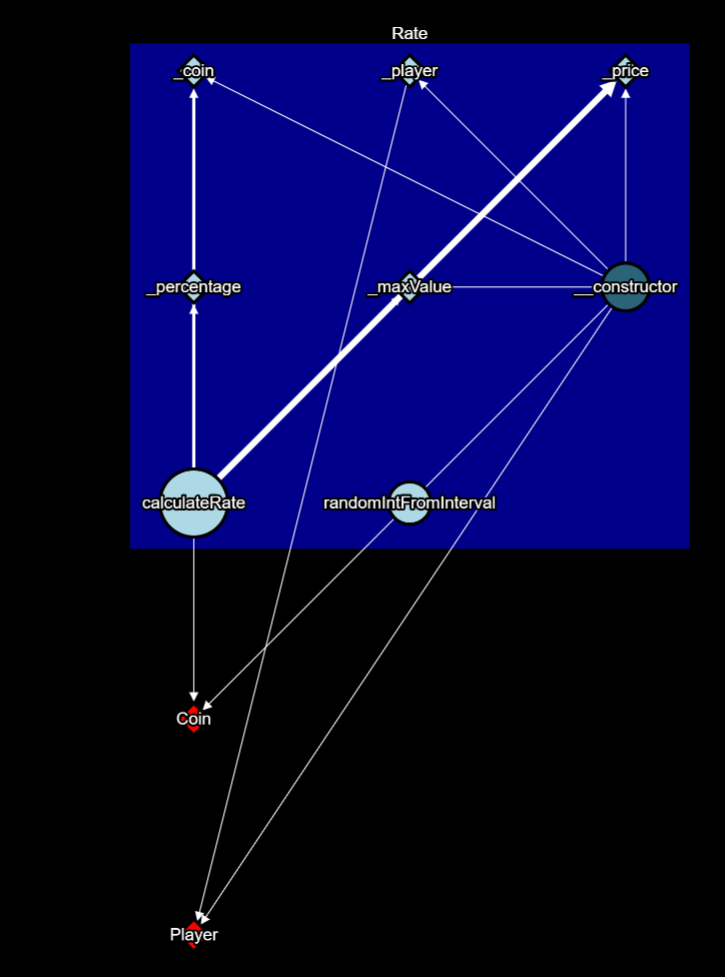 Rate
_coin
_player
_price
_percentage
_maxValue
__constructor
calculateRate
randomIntFromInterval
Coin
Player